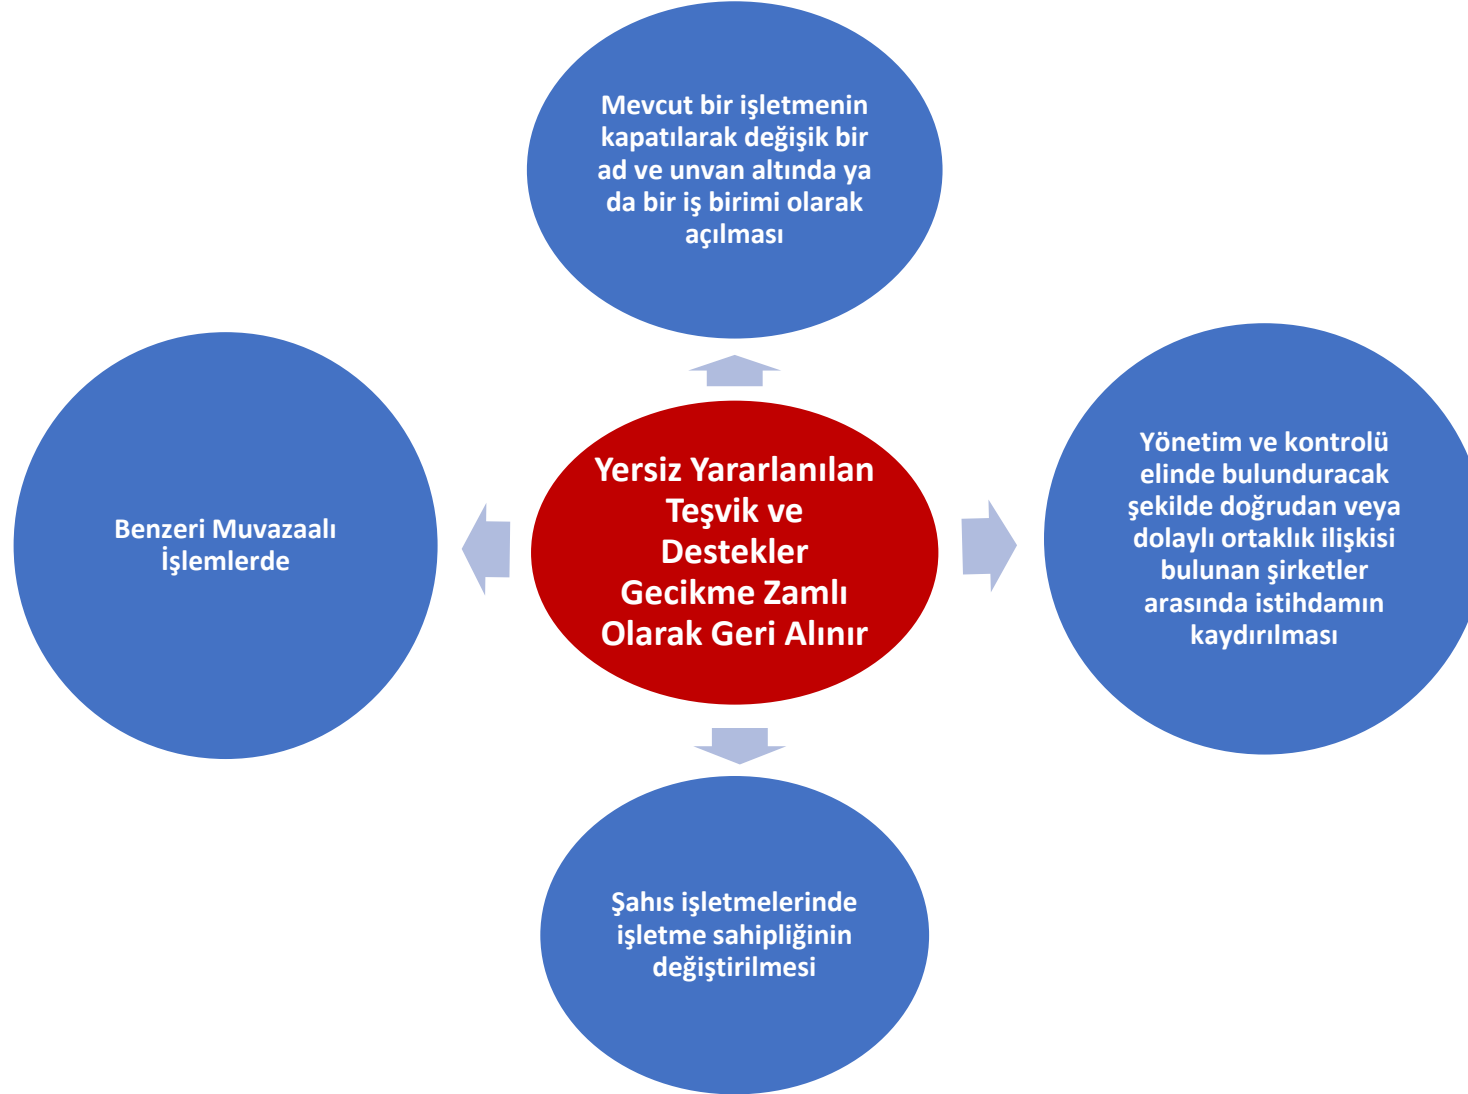 Mevcut bir işletmenin
kapatılarak değişik bir
ad ve unvan altında ya
da bir iş birimi olarak
açılması
Benzeri Muvazaalı
İşlemlerde
Yersiz Yararlanılan
Teşvik ve
Destekler
Gecikme Zamlı
Olarak Geri Alınır
Yönetim ve kontrolü
elinde bulunduracak
şekilde doğrudan veya
dolaylı ortaklık ilişkisi
bulunan şirketler
arasında istihdamın
kaydırılması
Şahıs işletmelerinde
işletme sahipliğinin
değiştirilmesi